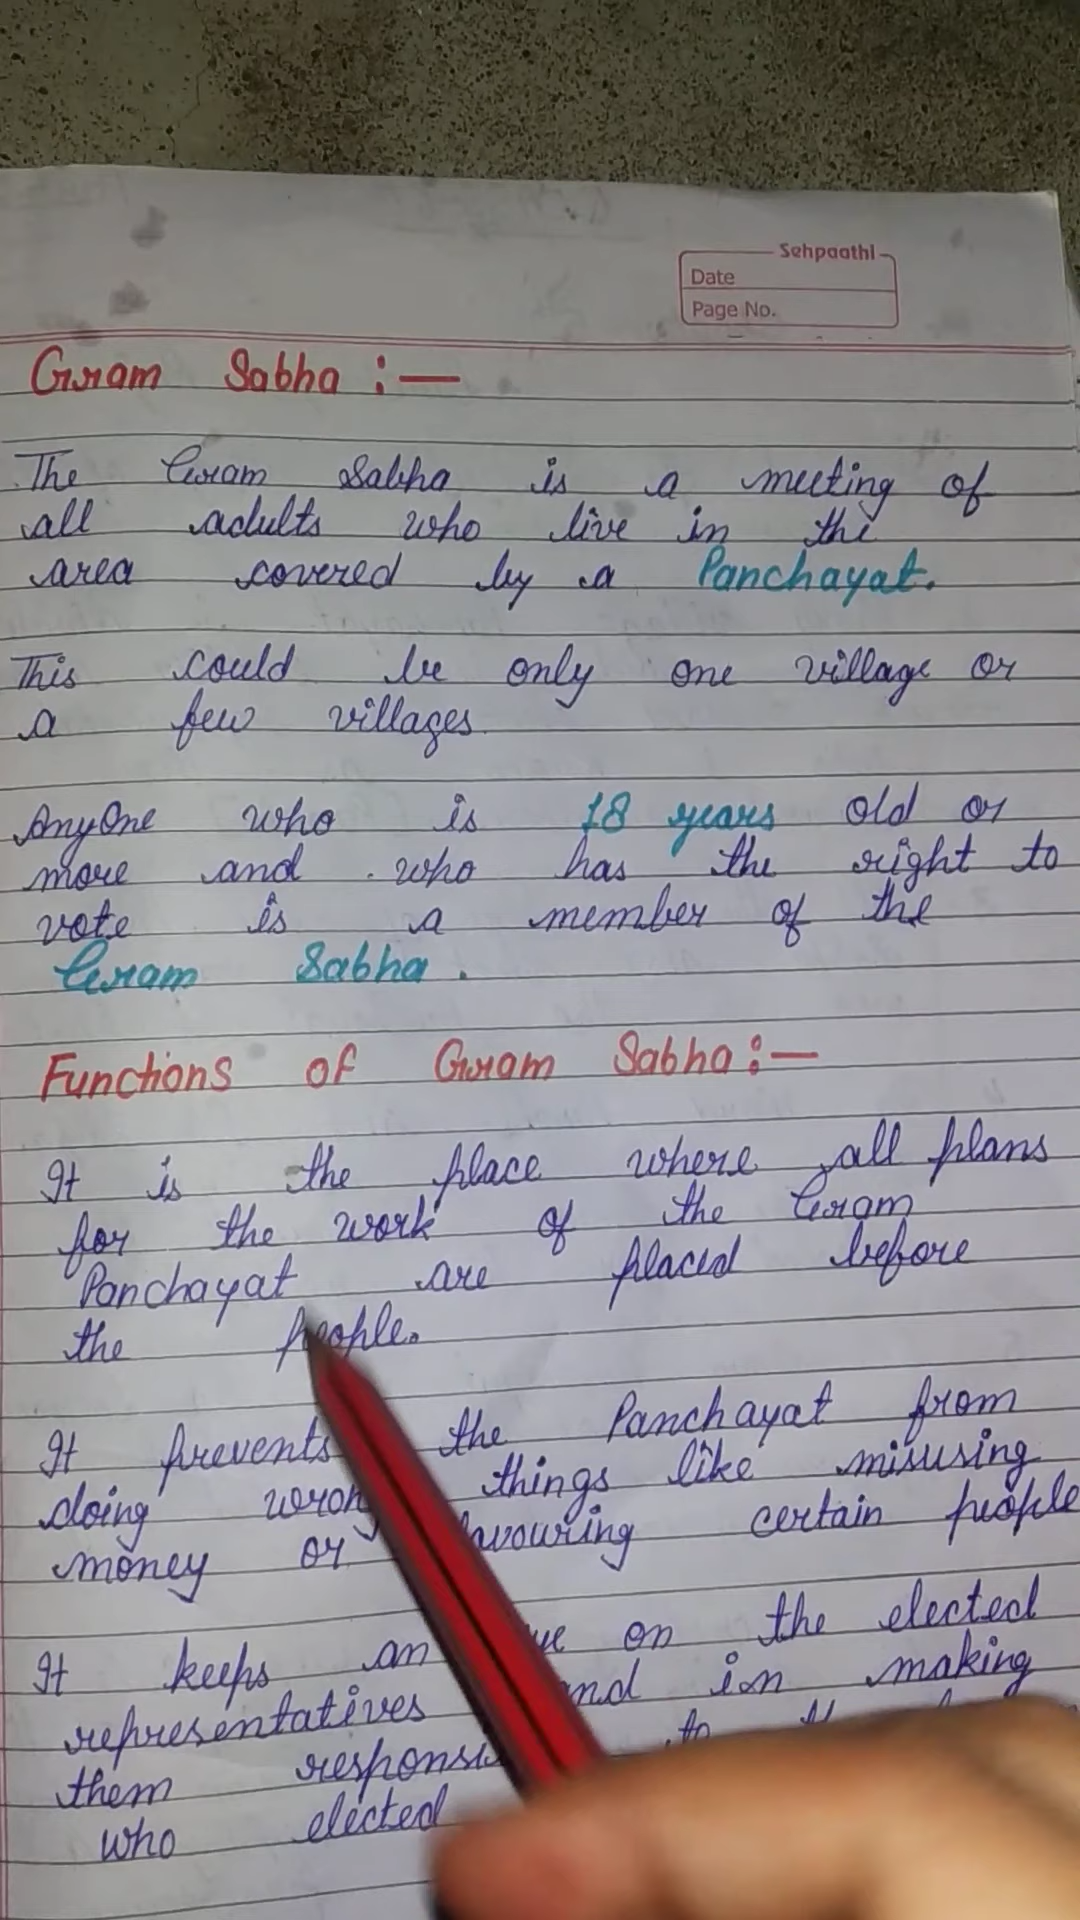 Sehpaathi
Date
Page No.
Gram Sabha :—
The Gram Sabha is a meeting of
all adults who live in the
area covered by a Panchayat.
This could be only one village or
a few villages
AnyOne who is 18 years old or
more and who has the right to
vote is a member of the
Gram Sabha.
Functions of Gram Sabha :—
It is the place where all plans
for the work of the Gram
Panchayat are placed before
the people.
It prevents the Panchayat from
doing things like misusing
money or certain people
It keeps an on the elected
representatives in making
them
who elected